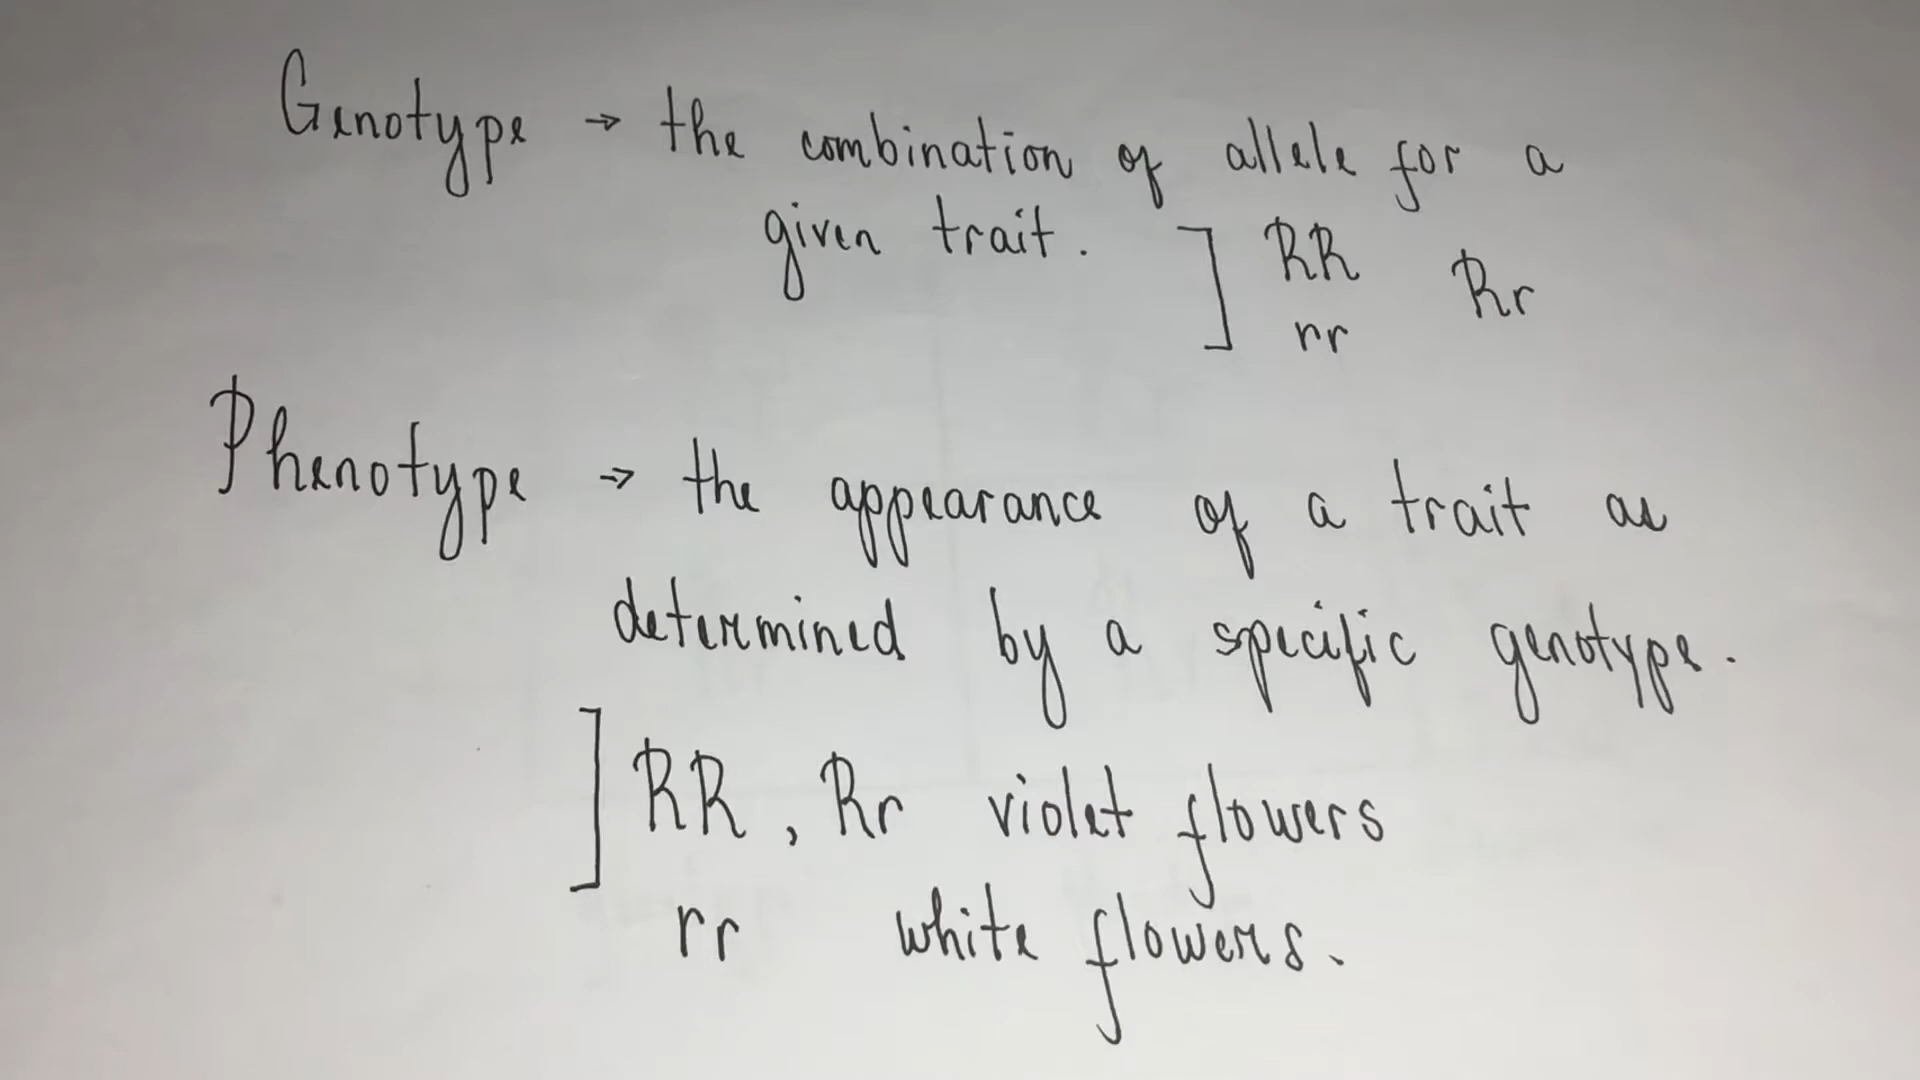 Genotype → the combination of allele for a
given trait. ] RR Rr
rr
Phenotype → the appearance of a trait as
determined by a specific genotype.
] RR, Rr violet flowers
rr white flowers.